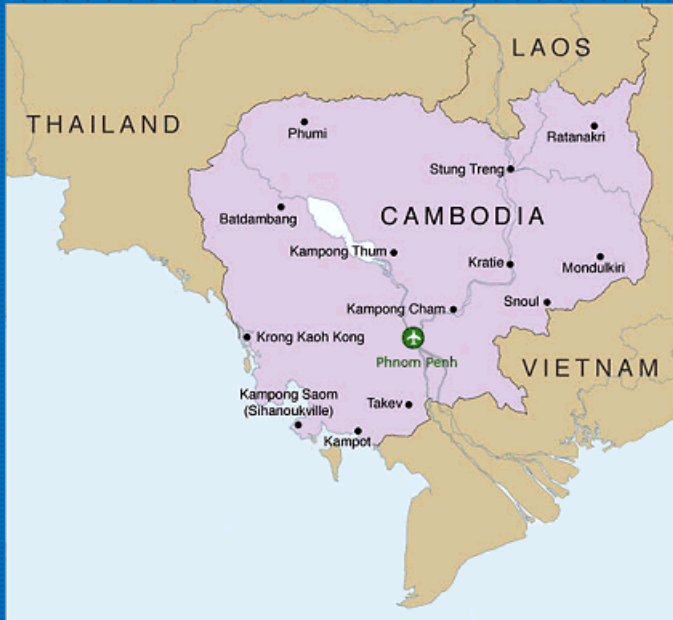 LAOS
THAILAND
Phumi
Ratanakri
Stung Treng
Batdambang
CAMBODIA
Kampong Thum
Kratie
Mondulkiri
Snoul
Kampong Cham
Krong Kaoh Kong
Phnom Penh
VIETNAM
Kampong Saom
(Sihanoukville)
Takev
Kampot